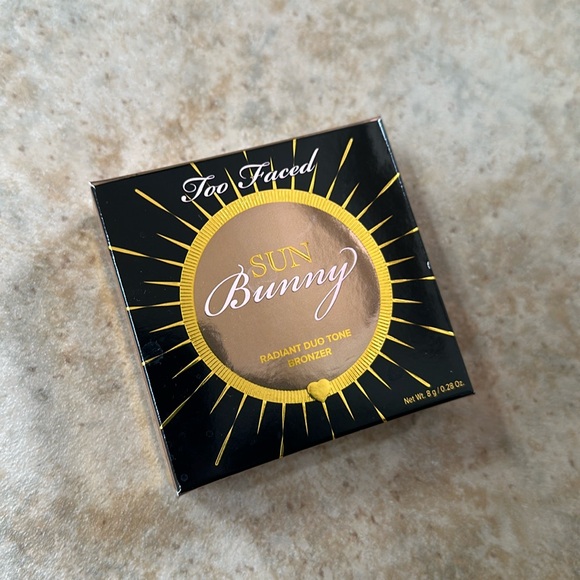 Too Faced
SUN
Bunny
RADIANT DUO TONE
BRONZER
Net Wt. 8 g / 0.28 Oz.